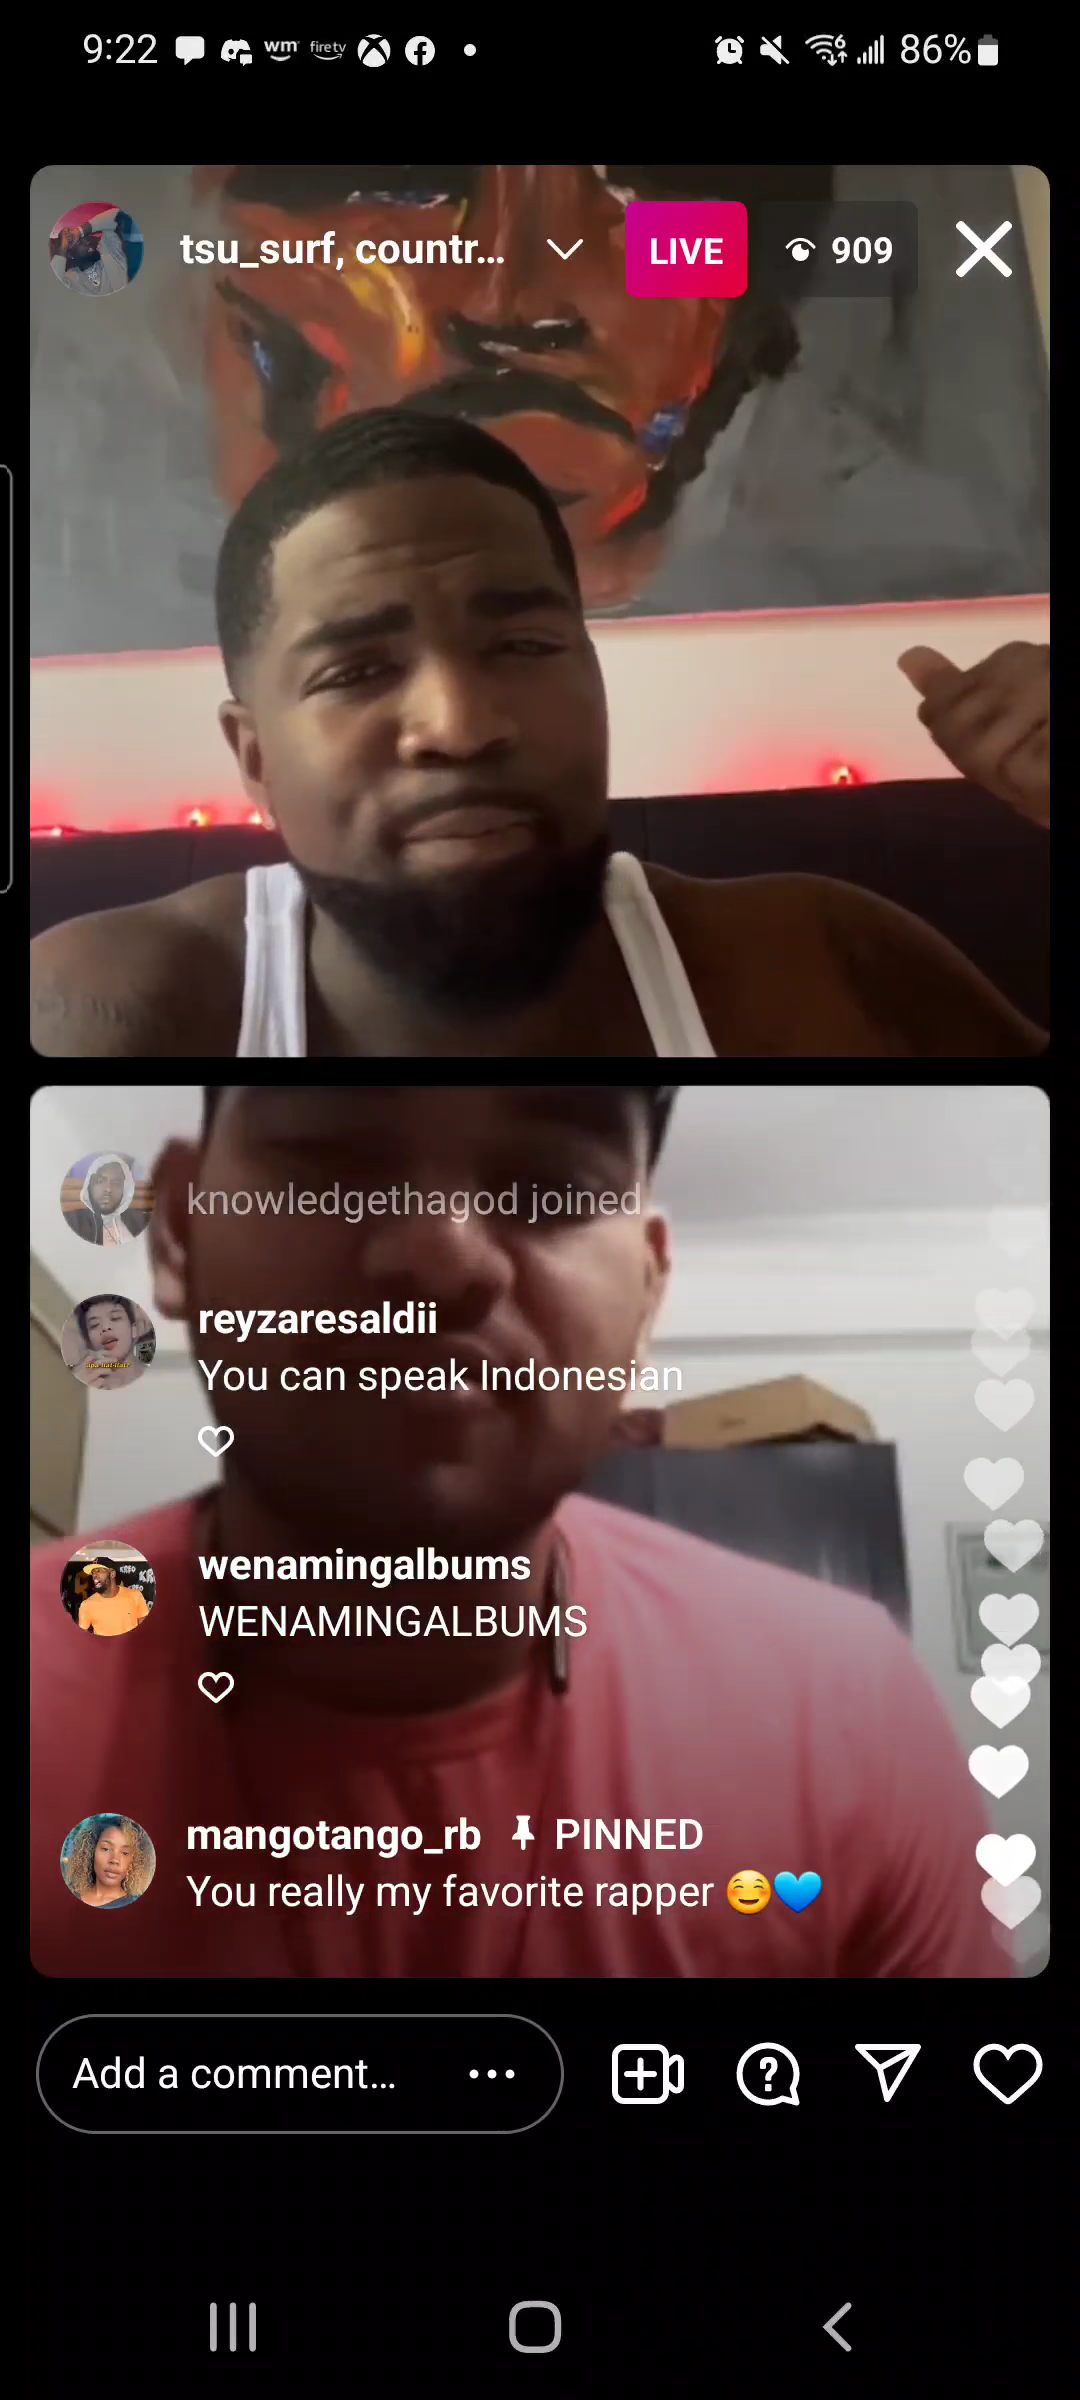 9:22 wm firetv 86%
tsu_surf, countr... LIVE 909
knowledgethagod joined
reyzaresaldii
You can speak Indonesian
wenamingalbums
WENAMINGALBUMS
mangotango_rb PINNED
You really my favorite rapper 😊💙
Add a comment...